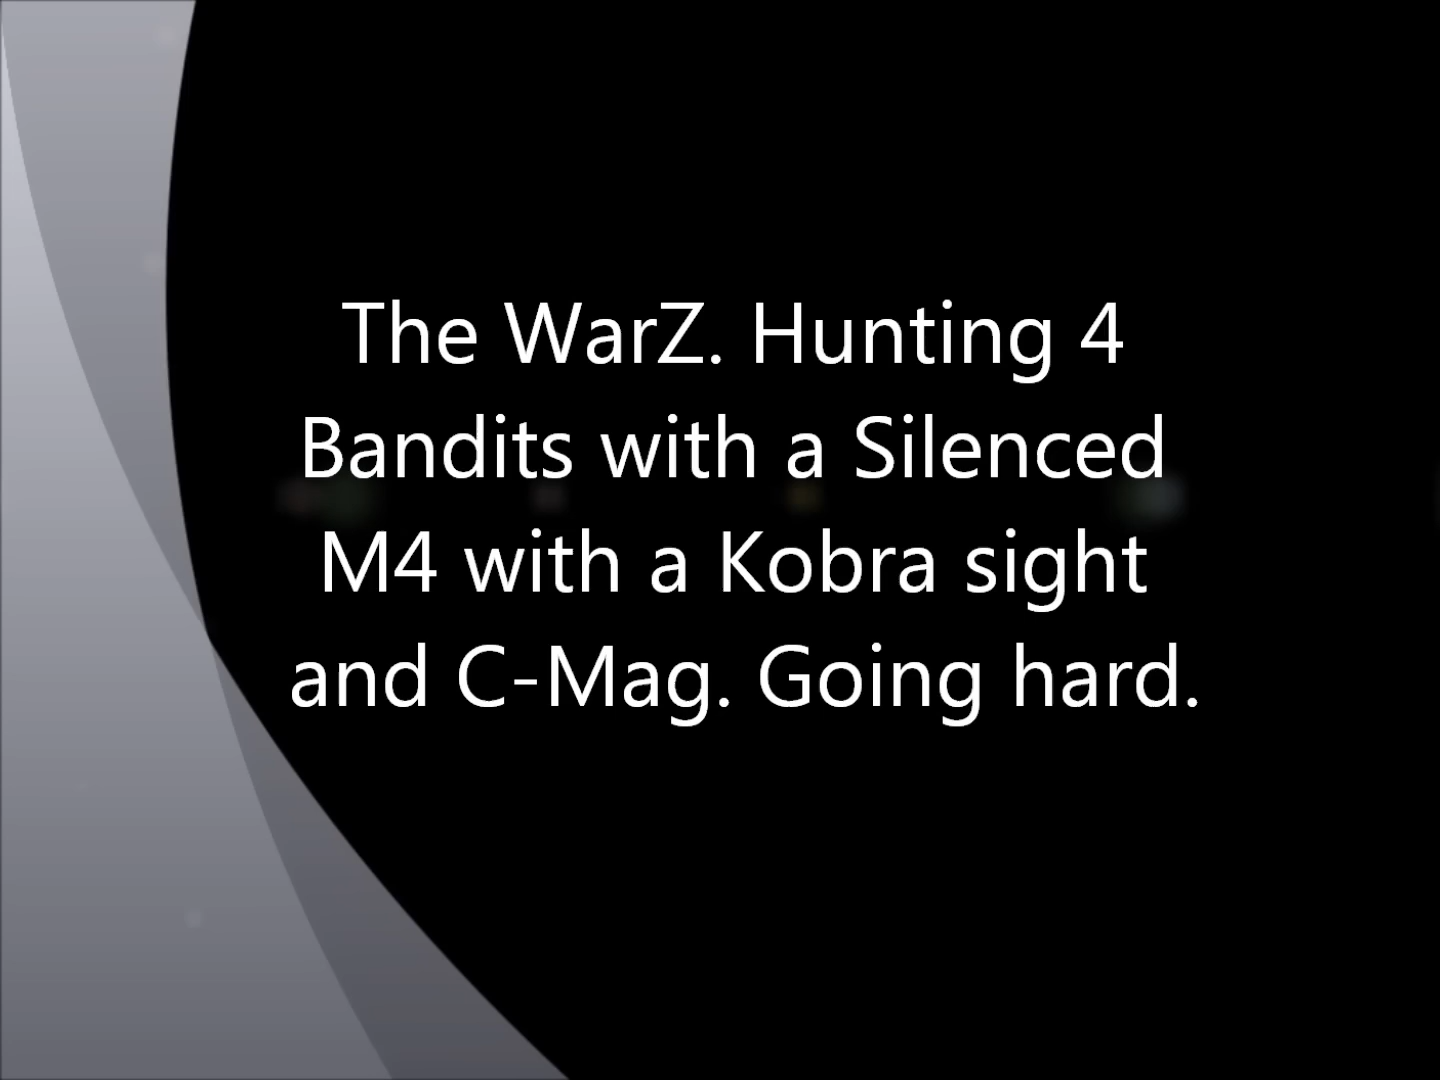 The WarZ. Hunting 4
Bandits with a Silenced
M4 with a Kobra sight
and C-Mag. Going hard.